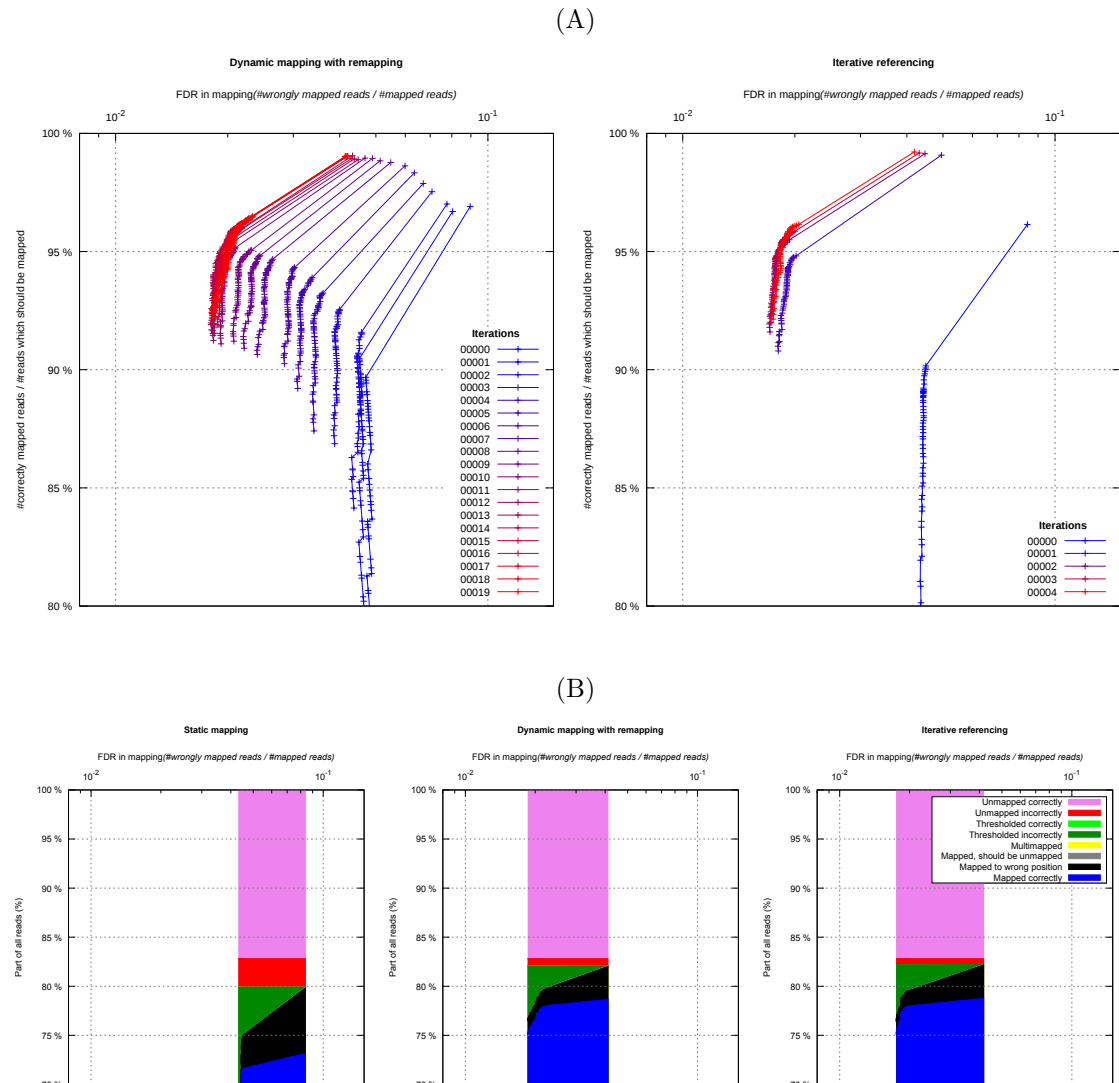 (A)
Dynamic mapping with remapping
FDR in mapping(#wrongly mapped reads / #mapped reads)
10-2
10-1
100 %
95 %
90 %
85 %
80 %
#correctly mapped reads / #reads which should be mapped
Iterations
00000
00001
00002
00003
00004
00005
00006
00007
00008
00009
00010
00011
00012
00013
00014
00015
00016
00017
00018
00019
Iterative referencing
FDR in mapping(#wrongly mapped reads / #mapped reads)
10-2
10-1
100 %
95 %
90 %
85 %
80 %
#correctly mapped reads / #reads which should be mapped
Iterations
00000
00001
00002
00003
00004
(B)
Static mapping
FDR in mapping(#wrongly mapped reads / #mapped reads)
10-2
10-1
100 %
95 %
90 %
85 %
80 %
75 %
70 %
Part of all reads (%)
Dynamic mapping with remapping
FDR in mapping(#wrongly mapped reads / #mapped reads)
10-2
10-1
100 %
95 %
90 %
85 %
80 %
75 %
70 %
Part of all reads (%)
Iterative referencing
FDR in mapping(#wrongly mapped reads / #mapped reads)
10-2
10-1
100 %
95 %
90 %
85 %
80 %
75 %
70 %
Part of all reads (%)
Unmapped correctly
Unmapped incorrectly
Thresholded correctly
Thresholded incorrectly
Multimapped
Mapped, should be unmapped
Mapped to wrong position
Mapped correctly